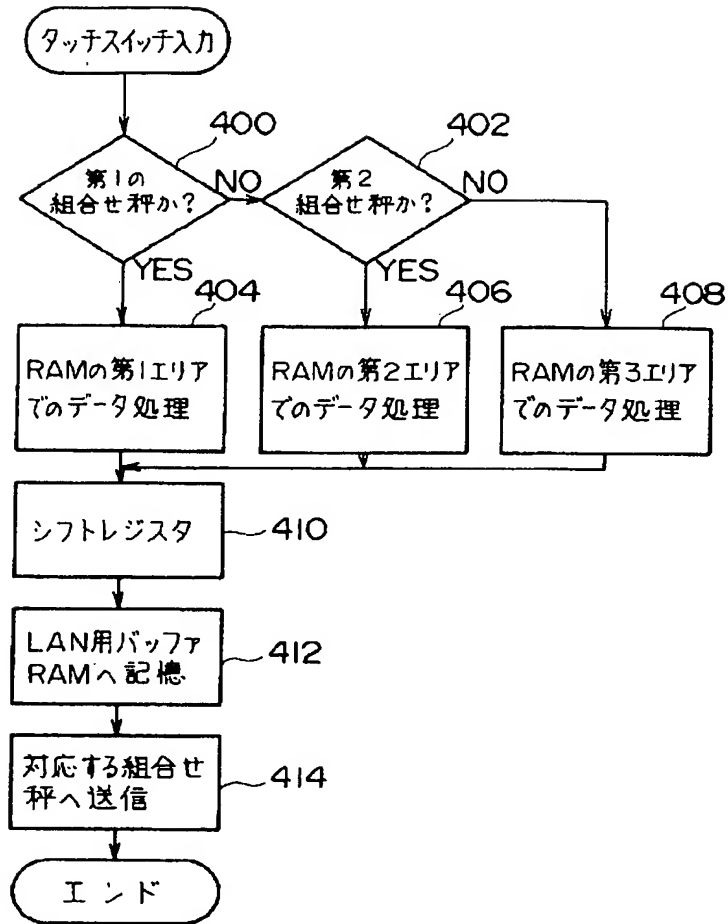 タッチスイッチ入力
400
402
第1の
組合せ秤か?
NO
第2
組合せ秤か?
NO
YES
YES
404
406
408
RAMの第1エリア
でのデータ処理
RAMの第2エリア
でのデータ処理
RAMの第3エリア
でのデータ処理
シフトレジスタ
410
LAN用バッファ
RAMへ記憶
412
対応する組合せ
秤へ送信
414
エンド